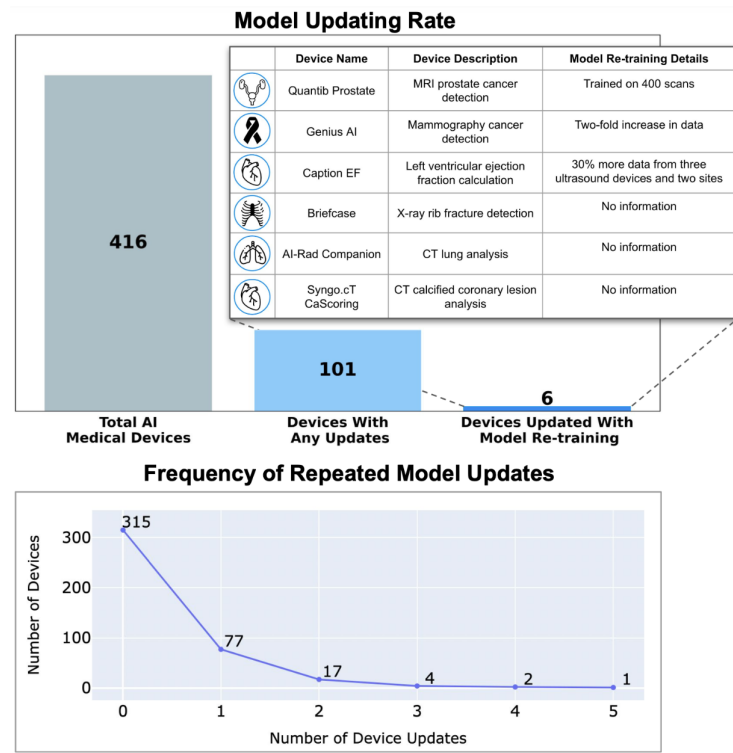 Model Updating Rate
Device Name Device Description Model Re-training Details
Quantib Prostate MRI prostate cancer detection Trained on 400 scans
Genius AI Mammography cancer detection Two-fold increase in data
Caption EF Left ventricular ejection fraction calculation 30% more data from three ultrasound devices and two sites
Briefcase X-ray rib fracture detection No information
AI-Rad Companion CT lung analysis No information
Syngo.cT CaScoring CT calcified coronary lesion analysis No information
416
101
6
Total AI
Medical Devices
Devices With
Any Updates
Devices Updated With
Model Re-training
Frequency of Repeated Model Updates
Number of Devices
300
200
100
0
315
77
17
4
2
1
0 1 2 3 4 5
Number of Device Updates